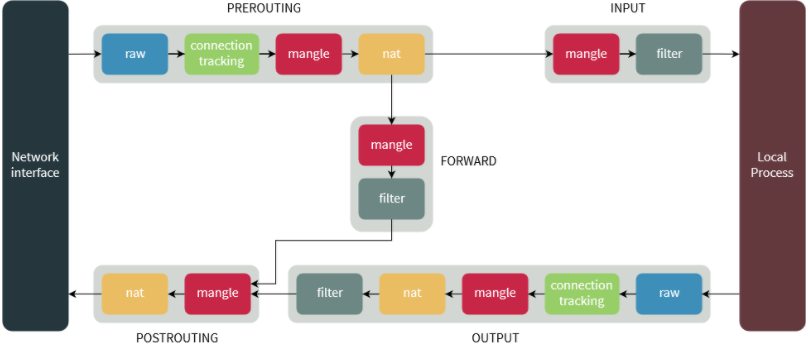 PREROUTING
INPUT
raw
connection
tracking
mangle
nat
mangle
filter
Network
interface
mangle
filter
FORWARD
Local
Process
nat
mangle
filter
nat
mangle
connection
tracking
raw
POSTROUTING
OUTPUT